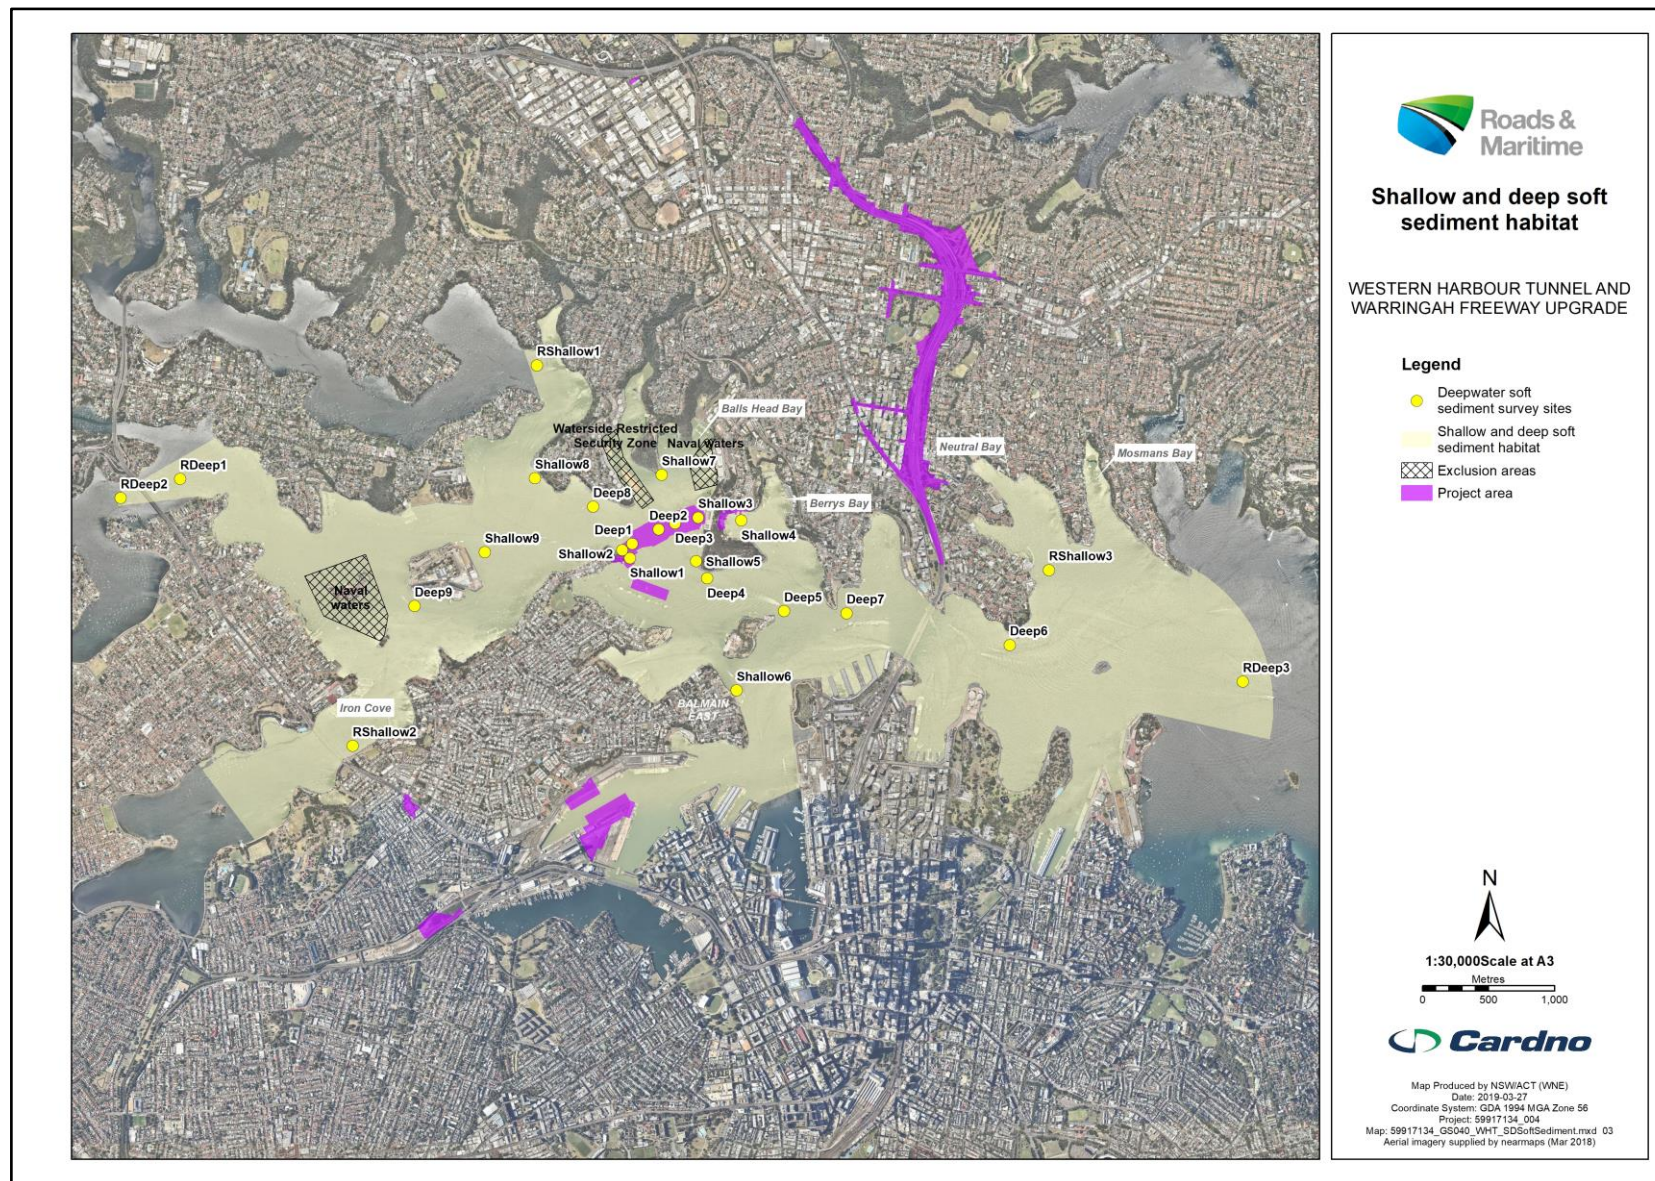 RShallow1
Balls Head Bay
Waterside Restricted
Security Zone
Naval waters
Neutral Bay
Mosmans Bay
RDeep1
RDeep2
Shallow8
Shallow7
Deep8
Shallow3
Berrys Bay
Deep2
Deep1
Deep3
Shallow4
Shallow9
Shallow2
Shallow5
RShallow3
Shallow1
Naval
waters
Deep9
Deep4
Deep5
Deep7
Deep6
RDeep3
Shallow6
BALMAIN
EAST
Iron Cove
RShallow2
Roads &
Maritime
Shallow and deep soft
sediment habitat
WESTERN HARBOUR TUNNEL AND
WARRINGAH FREEWAY UPGRADE
Legend
Deepwater soft
sediment survey sites
Shallow and deep soft
sediment habitat
Exclusion areas
Project area
N
1:30,000Scale at A3
Metres
0 500 1,000
Cardno
Map Produced by NSW/ACT (WNE)
Date: 2019-03-27
Coordinate System: GDA 1994 MGA Zone 56
Project: 59917134_004
Map: 59917134_GS040_WHT_SDSoftSediment.mxd 03
Aerial imagery supplied by nearmaps (Mar 2018)